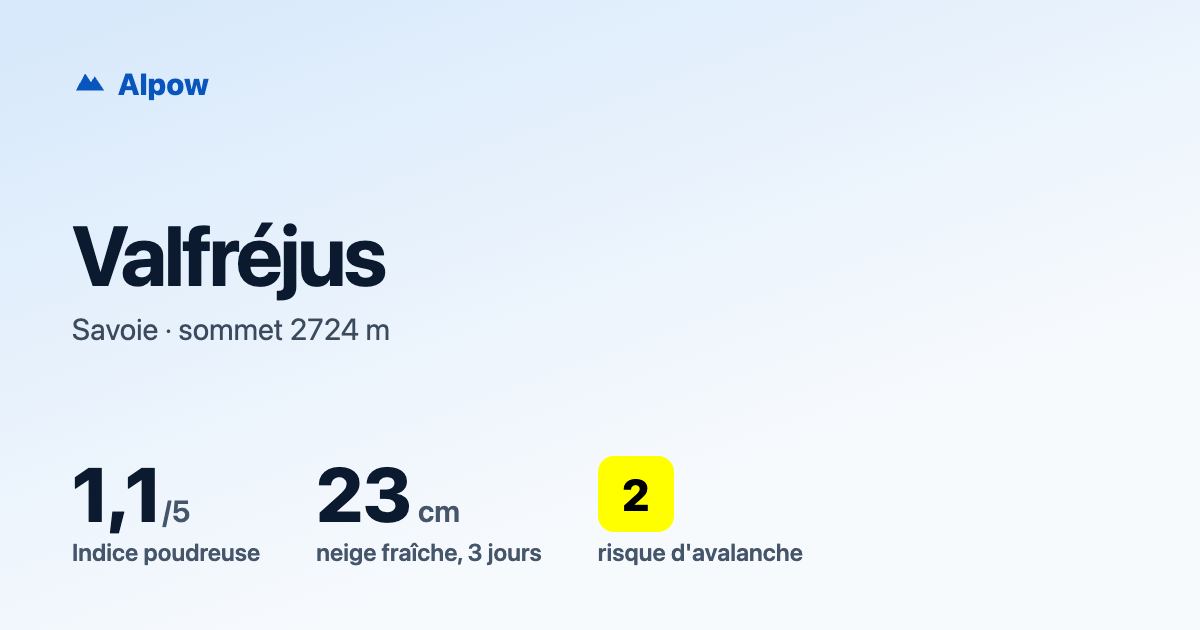 Alpow
Valfréjus
Savoie · sommet 2724 m
1,1/5
Indice poudreuse
23 cm
neige fraîche, 3 jours
2
risque d'avalanche